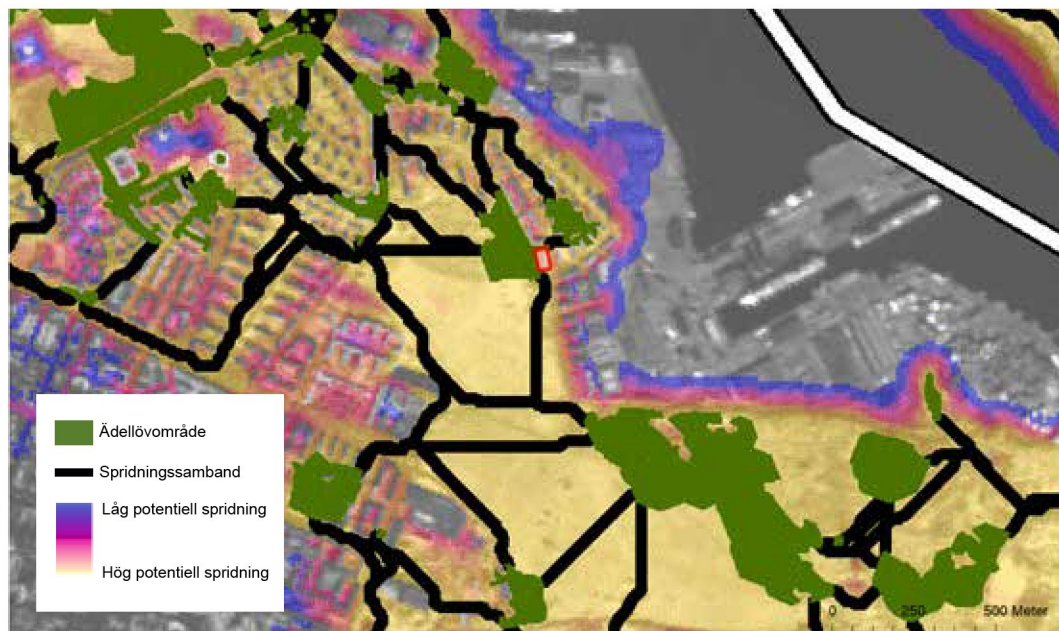 Ädellövområde
Spridningssamband
Låg potentiell spridning
Hög potentiell spridning
0 250 500 Meter